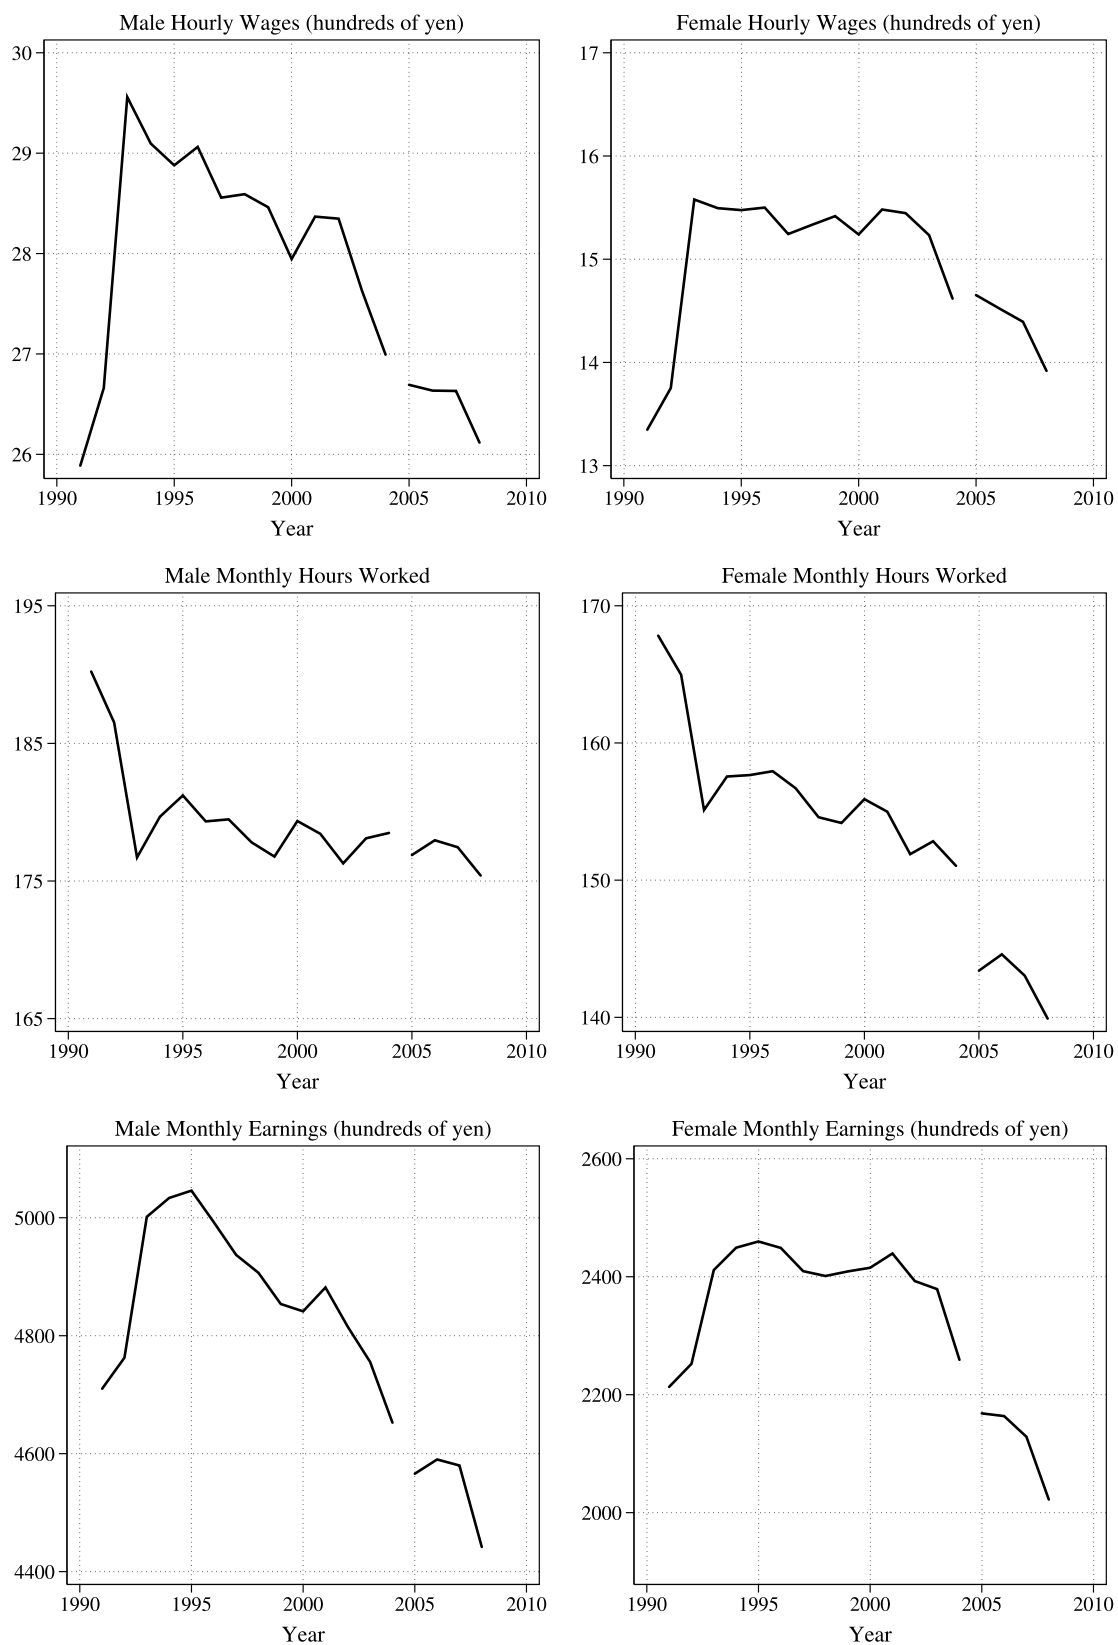 Male Hourly Wages (hundreds of yen)
30
29
28
27
26
1990 1995 2000 2005 2010
Year
Female Hourly Wages (hundreds of yen)
17
16
15
14
13
1990 1995 2000 2005 2010
Year
Male Monthly Hours Worked
195
185
175
165
1990 1995 2000 2005 2010
Year
Female Monthly Hours Worked
170
160
150
140
1990 1995 2000 2005 2010
Year
Male Monthly Earnings (hundreds of yen)
5000
4800
4600
4400
1990 1995 2000 2005 2010
Year
Female Monthly Earnings (hundreds of yen)
2600
2400
2200
2000
1990 1995 2000 2005 2010
Year